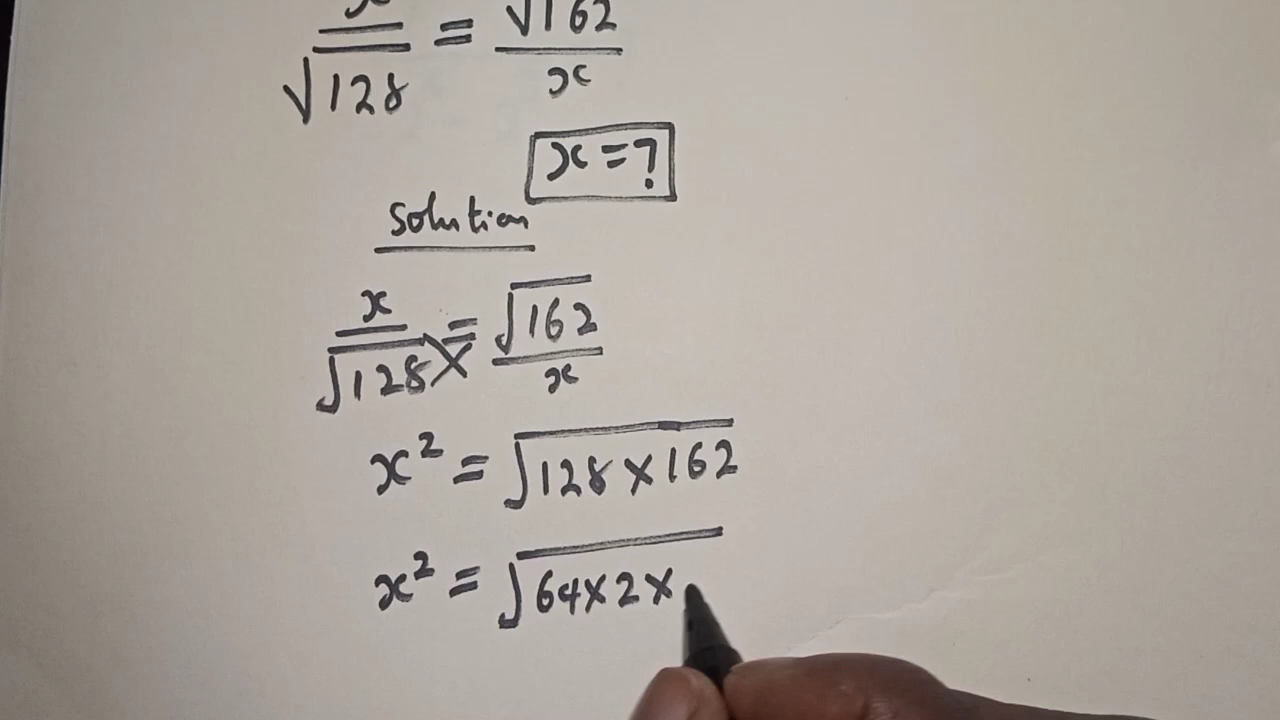 x/√128 = √162/x
x = ?
Solution
x/√128 X = √162/x
x² = √128 × 162
x² = √64 × 2 ×